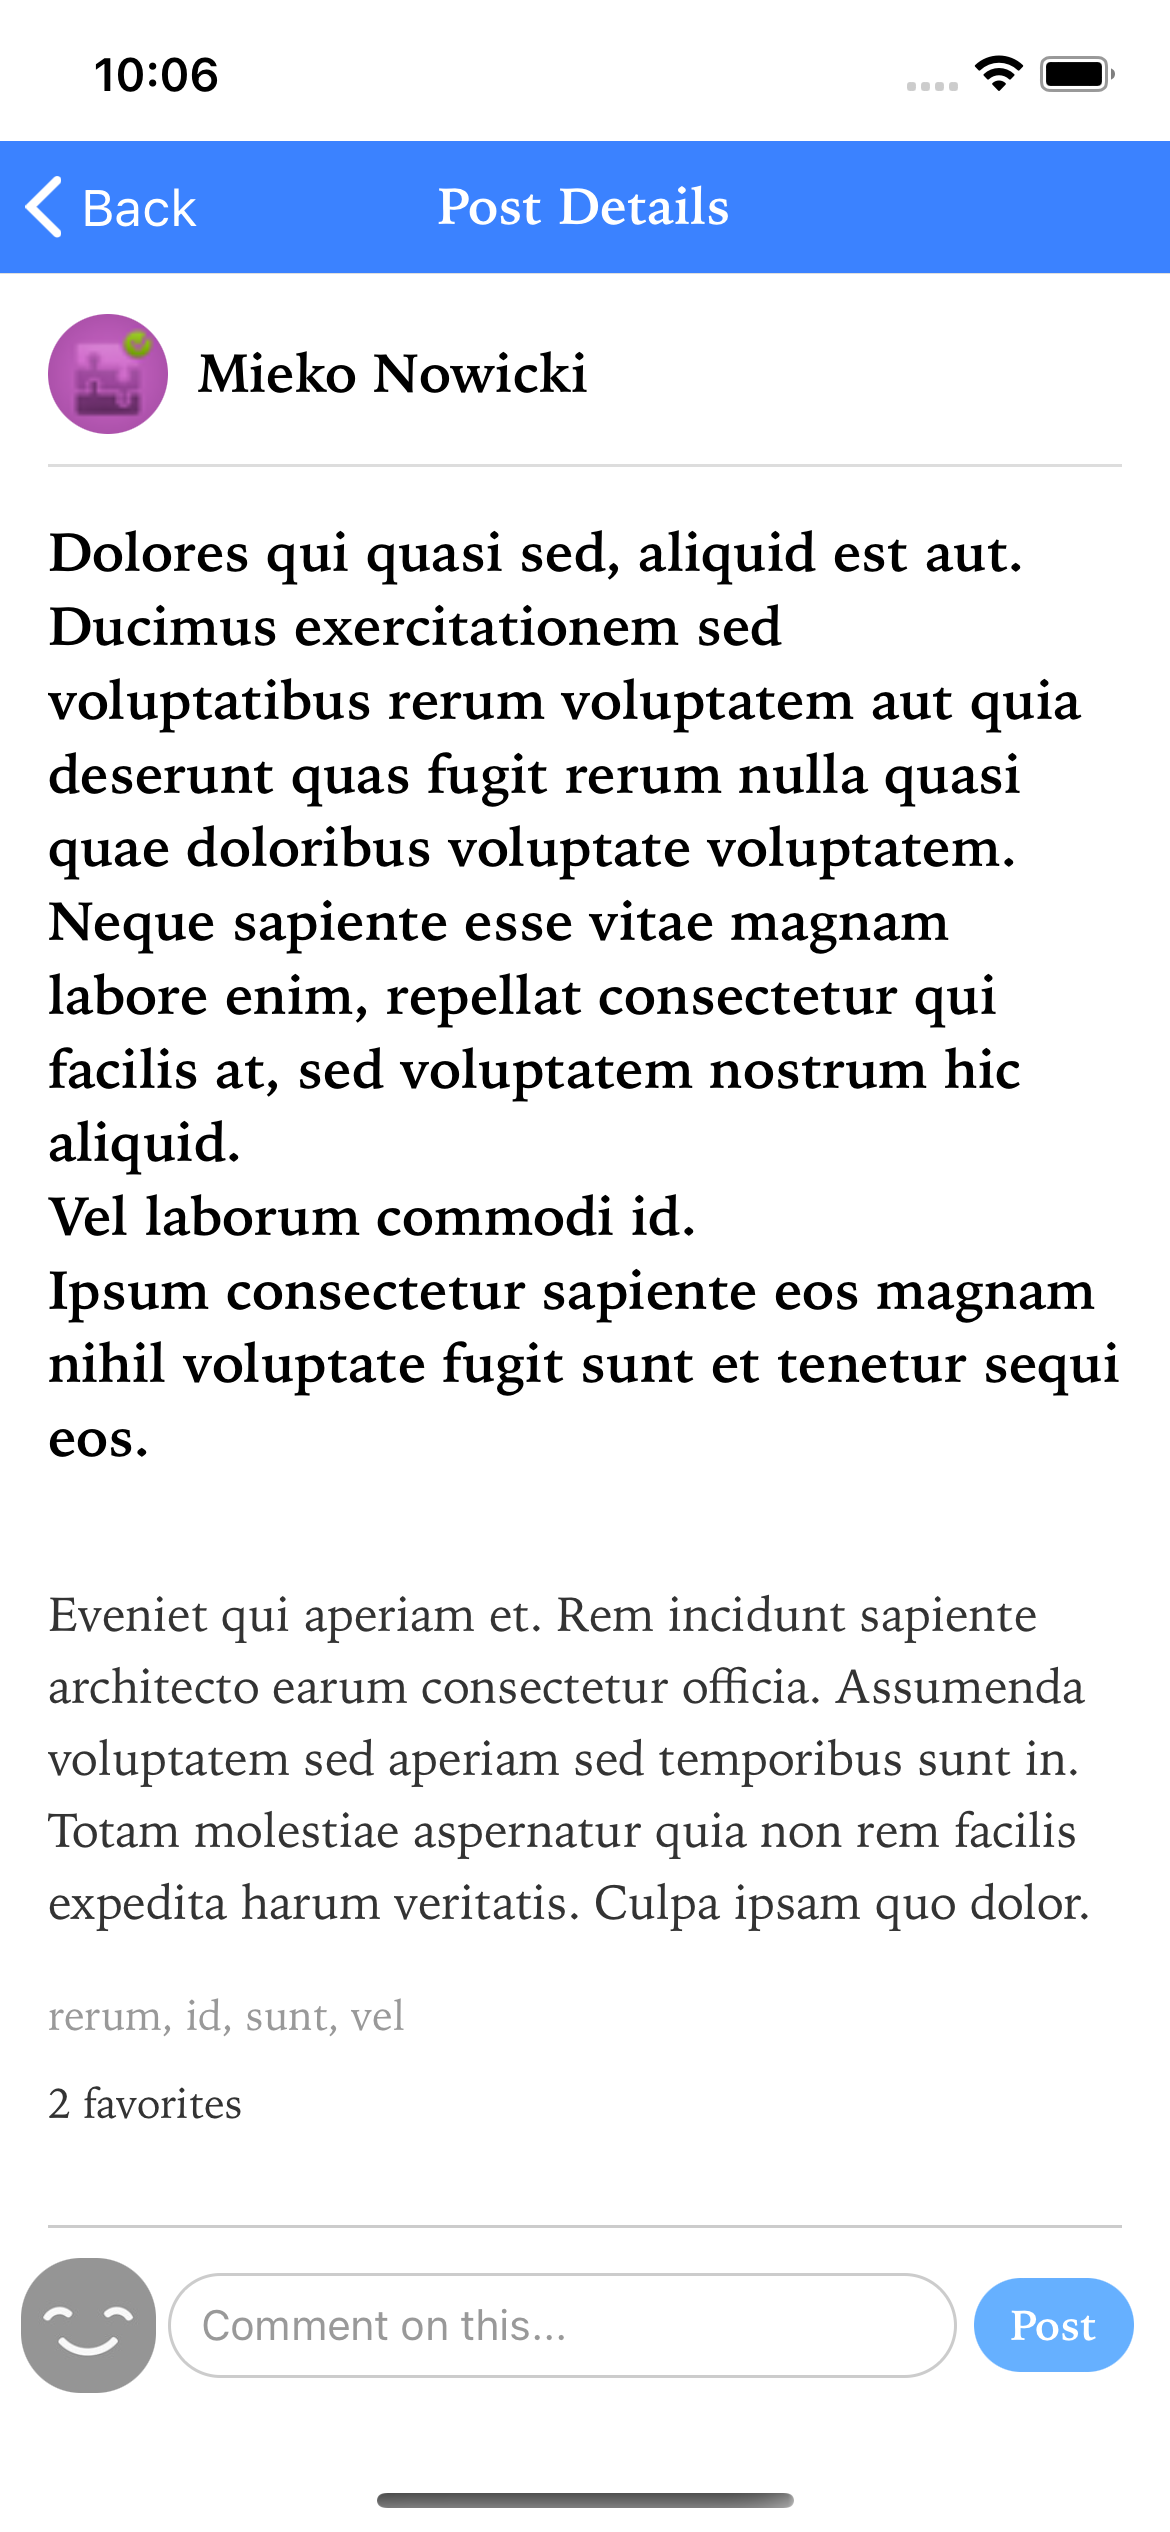 10:06
Back
Post Details
Mieko Nowicki
Dolores qui quasi sed, aliquid est aut.
Ducimus exercitationem sed
voluptatibus rerum voluptatem aut quia
deserunt quas fugit rerum nulla quasi
quae doloribus voluptate voluptatem.
Neque sapiente esse vitae magnam
labore enim, repellat consectetur qui
facilis at, sed voluptatem nostrum hic
aliquid.
Vel laborum commodi id.
Ipsum consectetur sapiente eos magnam
nihil voluptate fugit sunt et tenetur sequi
eos.
Eveniet qui aperiam et. Rem incidunt sapiente
architecto earum consectetur officia. Assumenda
voluptatem sed aperiam sed temporibus sunt in.
Totam molestiae aspernatur quia non rem facilis
expedita harum veritatis. Culpa ipsam quo dolor.
rerum, id, sunt, vel
2 favorites
Comment on this...
Post